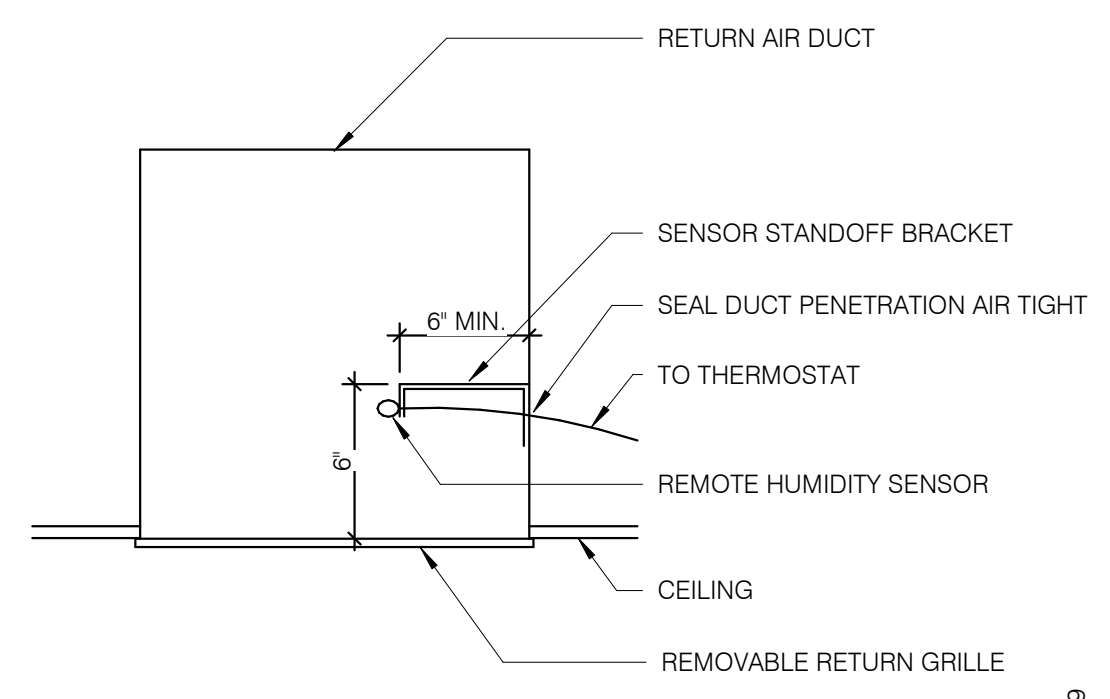 RETURN AIR DUCT
SENSOR STANDOFF BRACKET
SEAL DUCT PENETRATION AIR TIGHT
6" MIN.
TO THERMOSTAT
6"
REMOTE HUMIDITY SENSOR
CEILING
REMOVABLE RETURN GRILLE